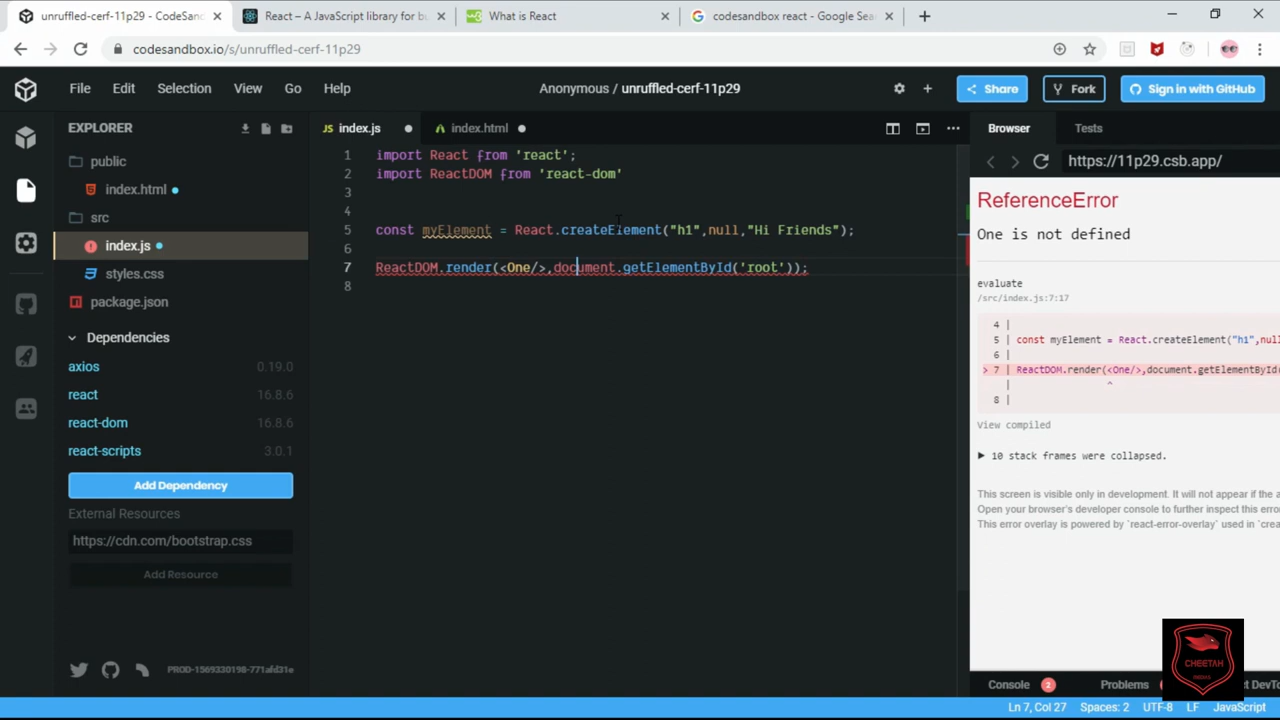 unruffled-cerf-11p29 - CodeSand
React – A JavaScript library for bu
What is React
codesandbox react - Google Sea
codesandbox.io/s/unruffled-cerf-11p29
File Edit Selection View Go Help
Anonymous / unruffled-cerf-11p29
Share
Fork
Sign in with GitHub
EXPLORER
public
index.html
src
index.js
styles.css
package.json
Dependencies
axios 0.19.0
react 16.8.6
react-dom 16.8.6
react-scripts 3.0.1
Add Dependency
External Resources
https://cdn.com/bootstrap.css
Add Resource
PROD-1569330198-771afd31e
JS index.js
index.html
1 import React from 'react';
2 import ReactDOM from 'react-dom'
3
4
5 const myElement = React.createElement("h1",null,"Hi Friends");
6
7 ReactDOM.render(<One/>,document.getElementById('root'));
8
Browser Tests
https://11p29.csb.app/
ReferenceError
One is not defined
evaluate
/src/index.js:7:17
4 |
5 | const myElement = React.createElement("h1",null
6 |
> 7 | ReactDOM.render(<One/>,document.getElementById
| ^
8 |
View compiled
▶ 10 stack frames were collapsed.
This screen is visible only in development. It will not appear if the a
Open your browser's developer console to further inspect this erro
This error overlay is powered by `react-error-overlay` used in `crea
CHEETAH
Console 2
Problems
ct DevTo
Ln 7, Col 27 Spaces: 2 UTF-8 LF JavaScript